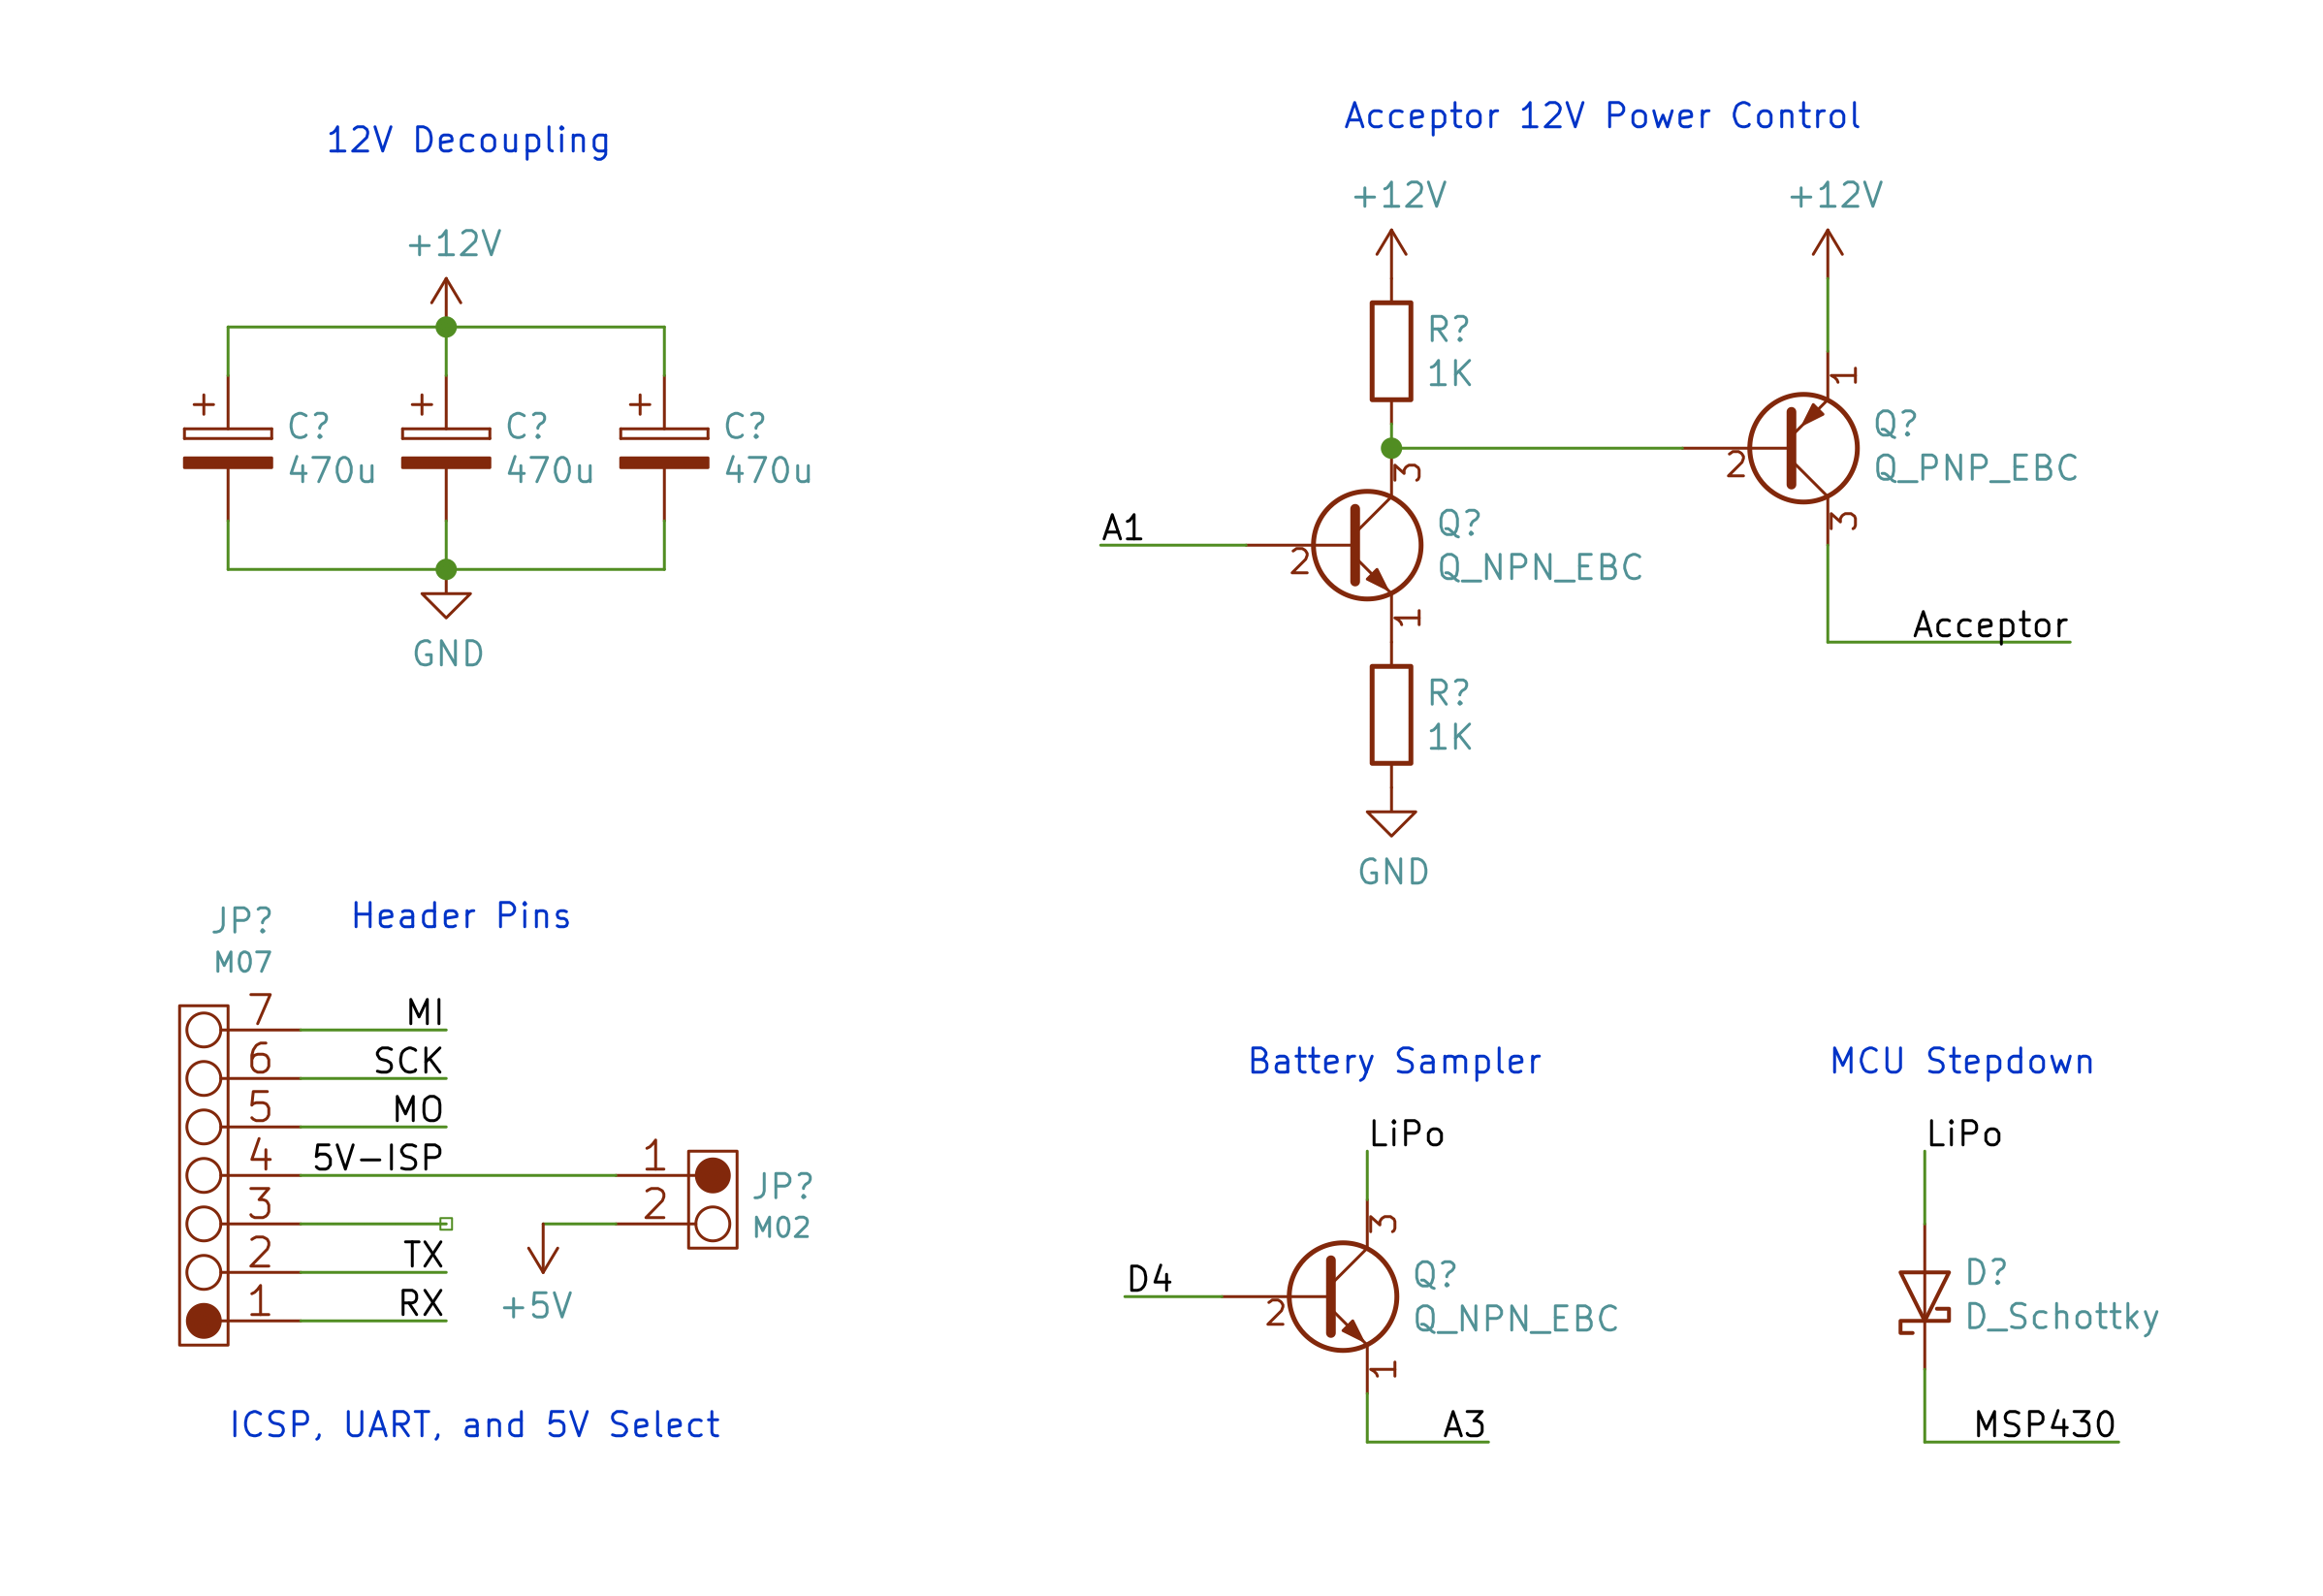 12V Decoupling
+12V
+
C?
470u
+
C?
470u
+
C?
470u
GND
Acceptor 12V Power Control
+12V
+12V
R?
1K
1
2
Q?
Q_PNP_EBC
3
3
A1
2
Q?
Q_NPN_EBC
1
Acceptor
R?
1K
GND
Header Pins
JP?
M07
7
MI
6
SCK
5
MO
4
5V-ISP
3
2
TX
1
RX
1
2
JP?
M02
+5V
ICSP, UART, and 5V Select
Battery Sampler
LiPo
3
D4
2
Q?
Q_NPN_EBC
1
A3
MCU Stepdown
LiPo
D?
D_Schottky
MSP430